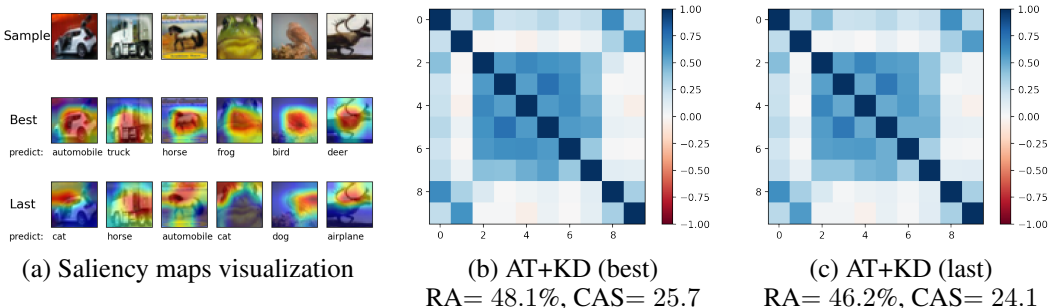 Sample
Best
predict: automobile truck horse frog bird deer
Last
predict: cat horse automobile cat dog airplane
(a) Saliency maps visualization
0
2
4
6
8
0 2 4 6 8
1.00
0.75
0.50
0.25
0.00
−0.25
−0.50
−0.75
−1.00
(b) AT+KD (best)
RA= 48.1%, CAS= 25.7
0
2
4
6
8
0 2 4 6 8
1.00
0.75
0.50
0.25
0.00
−0.25
−0.50
−0.75
−1.00
(c) AT+KD (last)
RA= 46.2%, CAS= 24.1